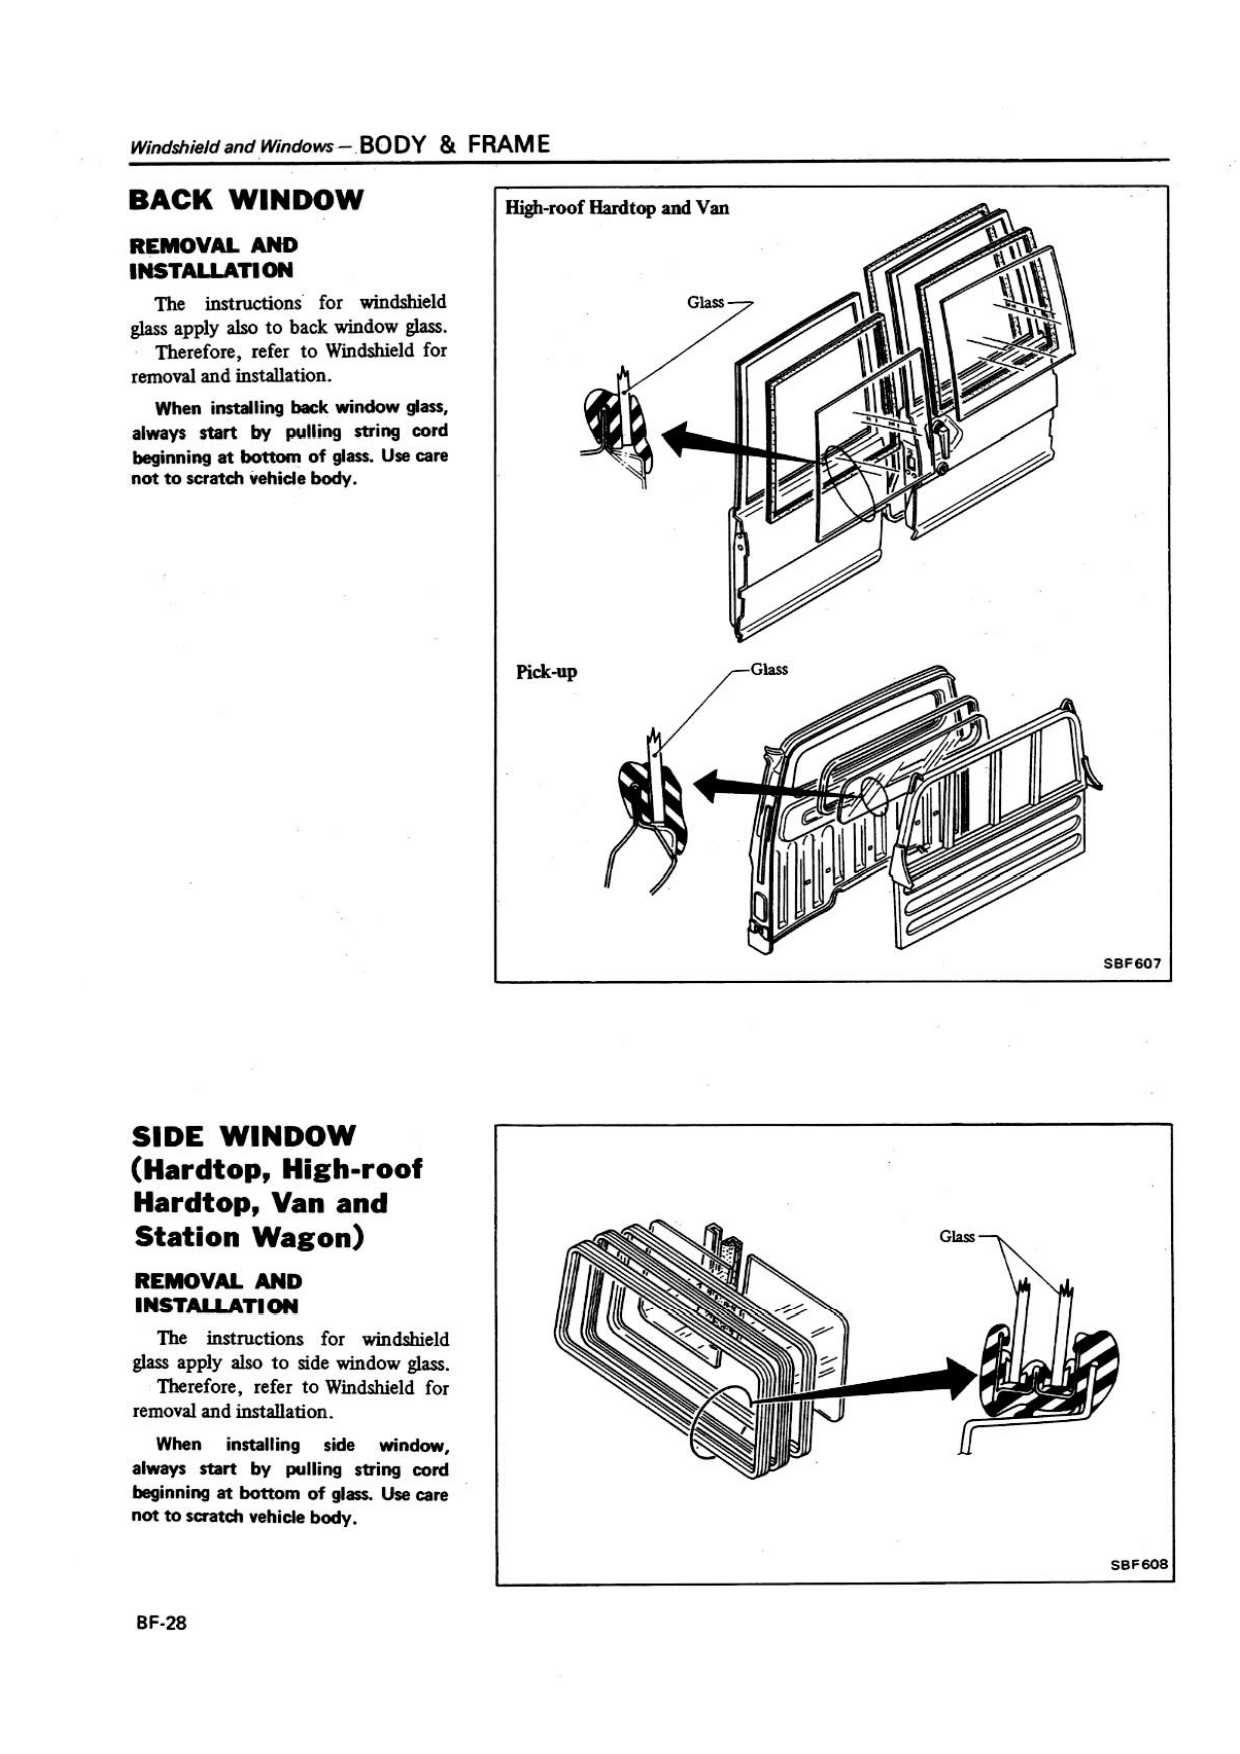 Windshield and Windows – BODY & FRAME
BACK WINDOW
REMOVAL AND
INSTALLATION
The instructions for windshield
glass apply also to back window glass.
Therefore, refer to Windshield for
removal and installation.
When installing back window glass,
always start by pulling string cord
beginning at bottom of glass. Use care
not to scratch vehicle body.
High-roof Hardtop and Van
Glass
Pick-up
Glass
SBF607
SIDE WINDOW
(Hardtop, High-roof
Hardtop, Van and
Station Wagon)
REMOVAL AND
INSTALLATION
The instructions for windshield
glass apply also to side window glass.
Therefore, refer to Windshield for
removal and installation.
When installing side window,
always start by pulling string cord
beginning at bottom of glass. Use care
not to scratch vehicle body.
Glass
SBF608
BF-28